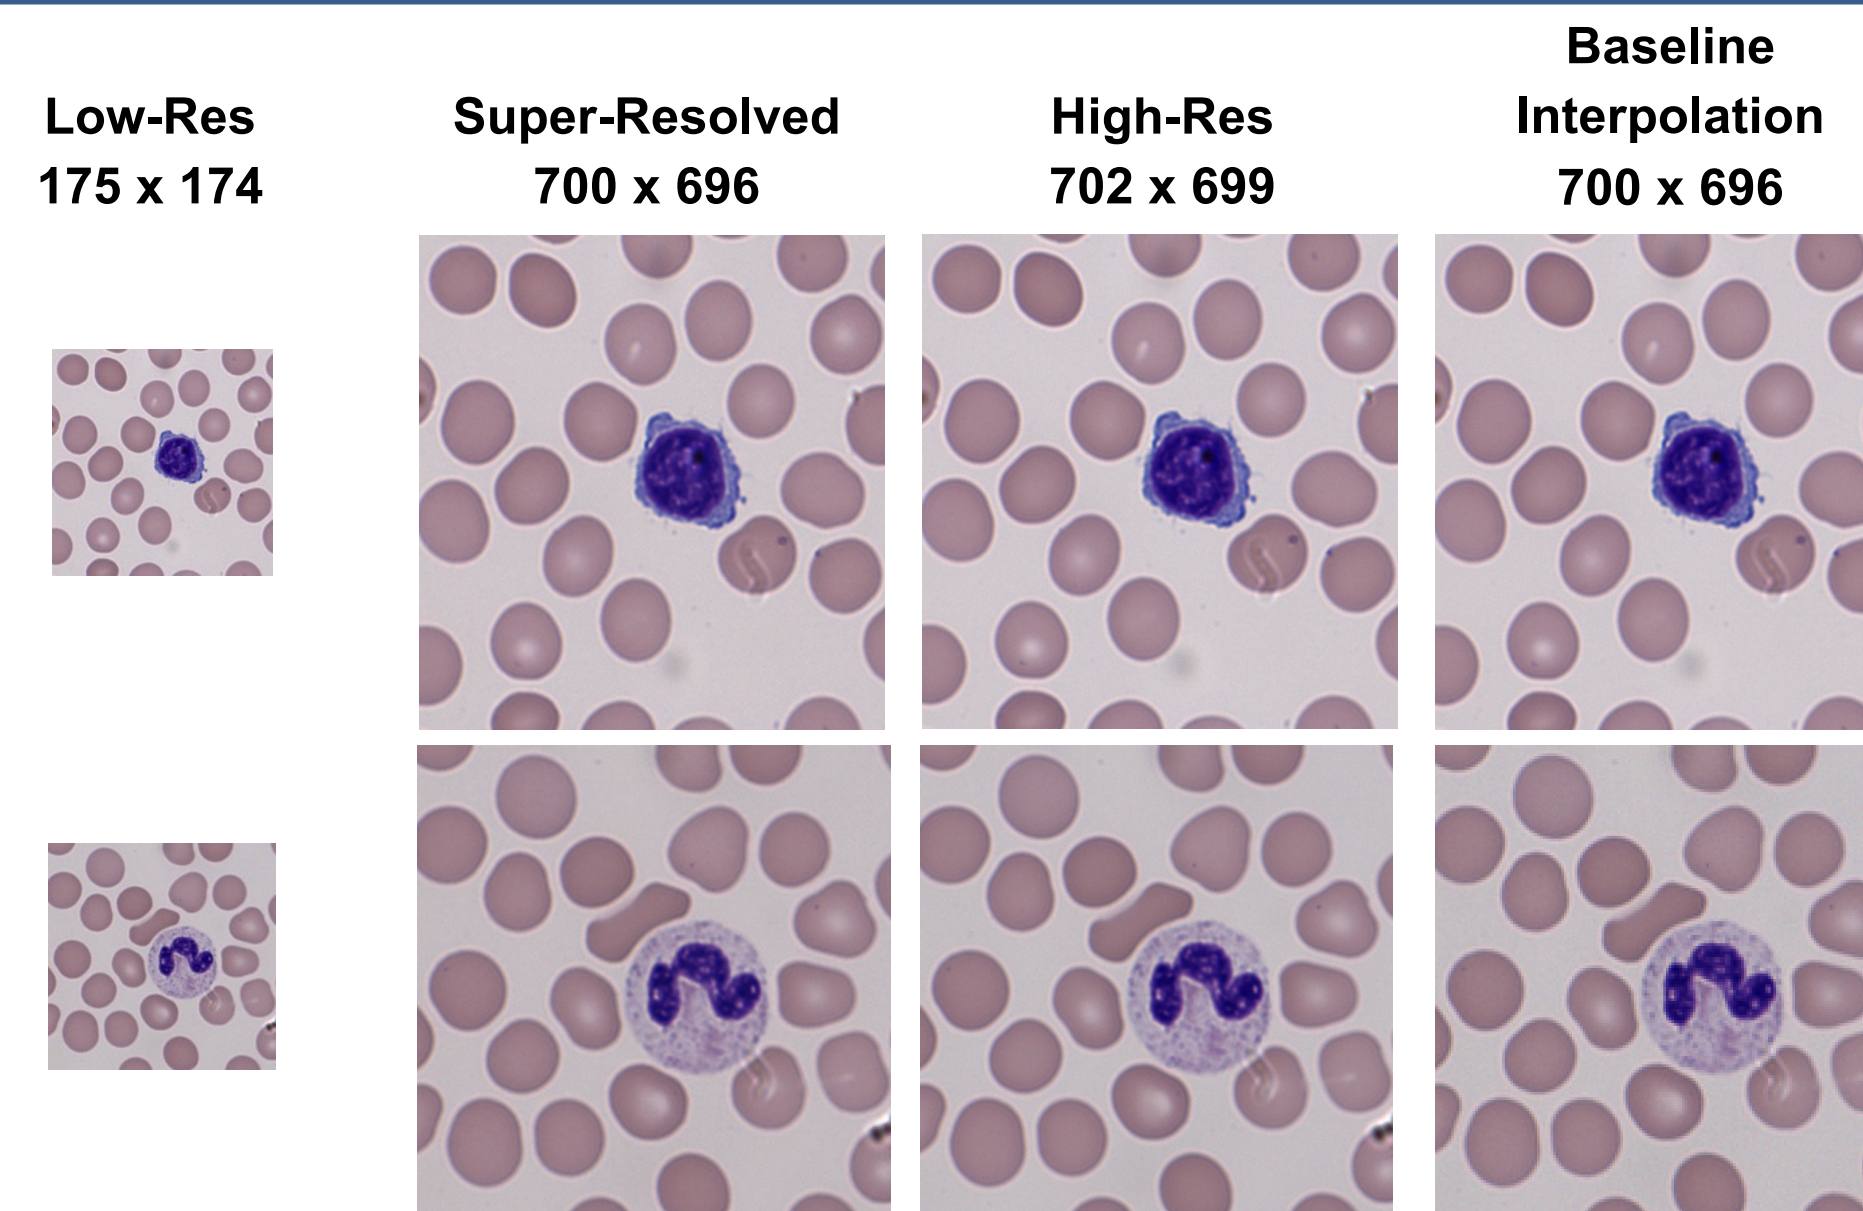 Low-Res
175 x 174
Super-Resolved
700 x 696
High-Res
702 x 699
Baseline
Interpolation
700 x 696